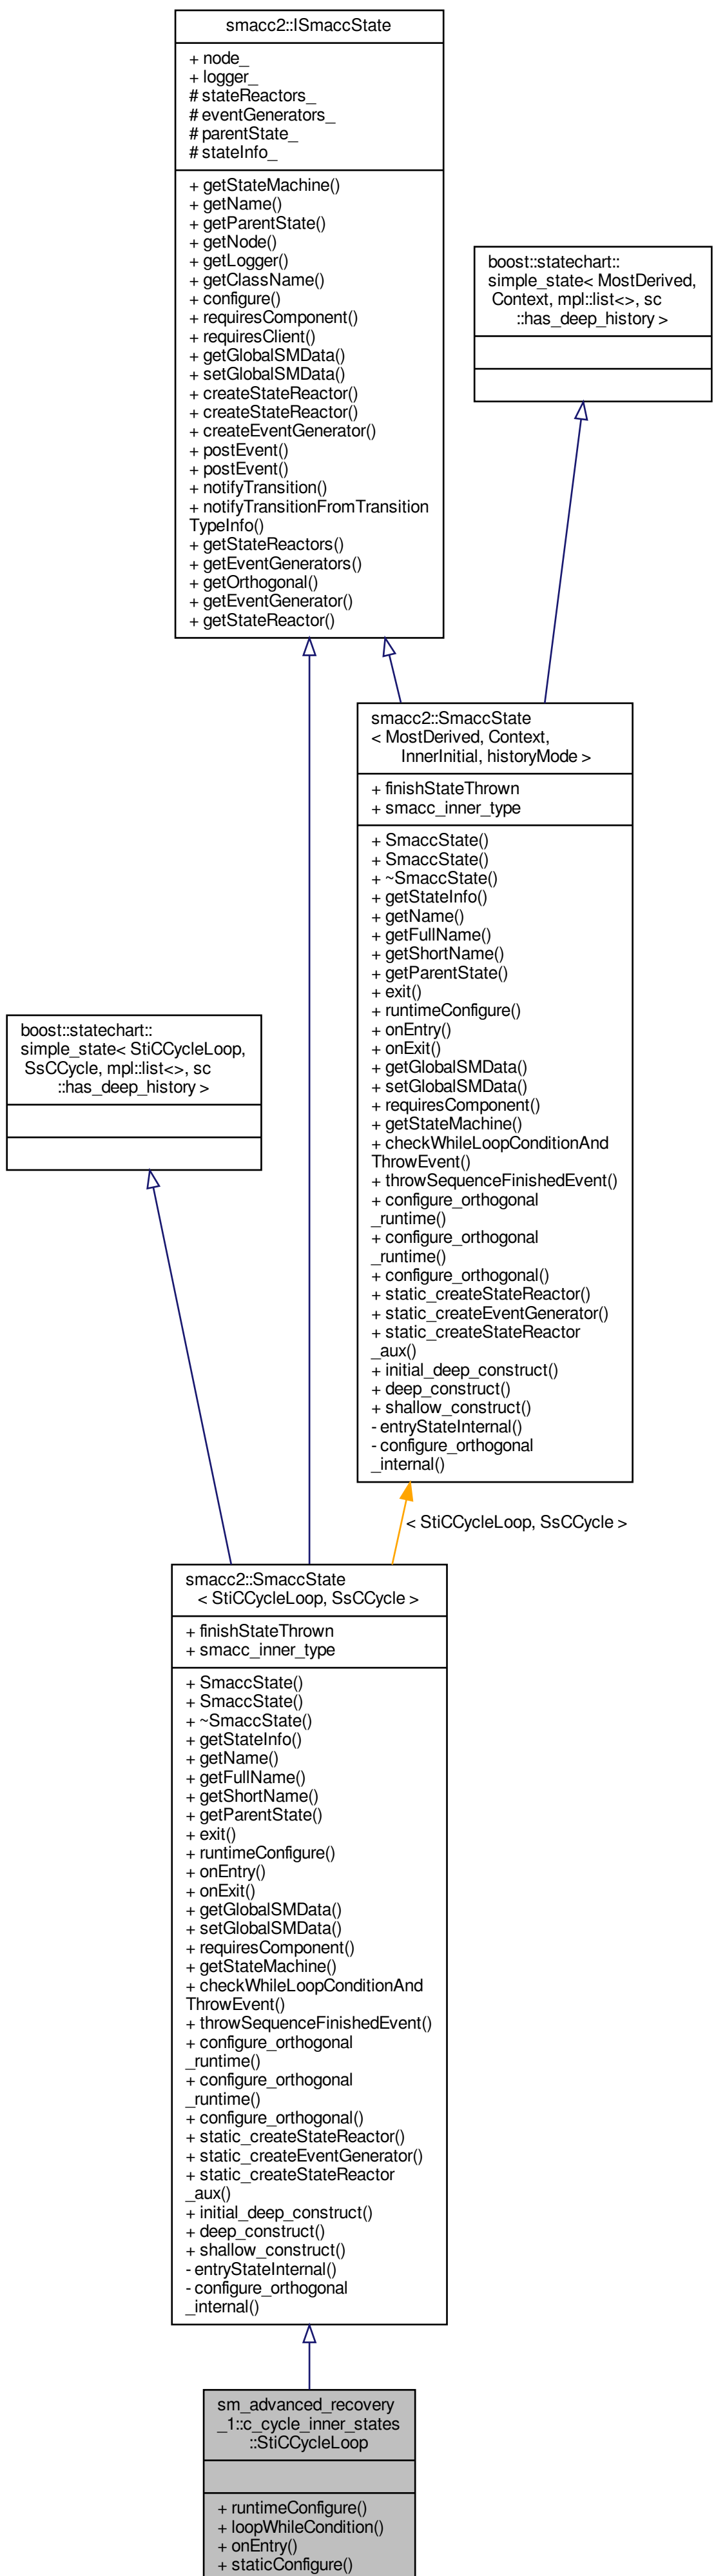 smacc2::ISmaccState
+ node_
+ logger_
# stateReactors_
# eventGenerators_
# parentState_
# stateInfo_
+ getStateMachine()
+ getName()
+ getParentState()
+ getNode()
+ getLogger()
+ getClassName()
+ configure()
+ requiresComponent()
+ requiresClient()
+ getGlobalSMData()
+ setGlobalSMData()
+ createStateReactor()
+ createStateReactor()
+ createEventGenerator()
+ postEvent()
+ postEvent()
+ notifyTransition()
+ notifyTransitionFromTransition
TypeInfo()
+ getStateReactors()
+ getEventGenerators()
+ getOrthogonal()
+ getEventGenerator()
+ getStateReactor()
boost::statechart::
simple_state< MostDerived,
Context, mpl::list<>, sc
::has_deep_history >
smacc2::SmaccState
< MostDerived, Context,
InnerInitial, historyMode >
+ finishStateThrown
+ smacc_inner_type
+ SmaccState()
+ SmaccState()
+ ~SmaccState()
+ getStateInfo()
+ getName()
+ getFullName()
+ getShortName()
+ getParentState()
+ exit()
+ runtimeConfigure()
+ onEntry()
+ onExit()
+ getGlobalSMData()
+ setGlobalSMData()
+ requiresComponent()
+ getStateMachine()
+ checkWhileLoopConditionAnd
ThrowEvent()
+ throwSequenceFinishedEvent()
+ configure_orthogonal
_runtime()
+ configure_orthogonal
_runtime()
+ configure_orthogonal()
+ static_createStateReactor()
+ static_createEventGenerator()
+ static_createStateReactor
_aux()
+ initial_deep_construct()
+ deep_construct()
+ shallow_construct()
- entryStateInternal()
- configure_orthogonal
_internal()
boost::statechart::
simple_state< StiCCycleLoop,
SsCCycle, mpl::list<>, sc
::has_deep_history >
< StiCCycleLoop, SsCCycle >
smacc2::SmaccState
< StiCCycleLoop, SsCCycle >
+ finishStateThrown
+ smacc_inner_type
+ SmaccState()
+ SmaccState()
+ ~SmaccState()
+ getStateInfo()
+ getName()
+ getFullName()
+ getShortName()
+ getParentState()
+ exit()
+ runtimeConfigure()
+ onEntry()
+ onExit()
+ getGlobalSMData()
+ setGlobalSMData()
+ requiresComponent()
+ getStateMachine()
+ checkWhileLoopConditionAnd
ThrowEvent()
+ throwSequenceFinishedEvent()
+ configure_orthogonal
_runtime()
+ configure_orthogonal
_runtime()
+ configure_orthogonal()
+ static_createStateReactor()
+ static_createEventGenerator()
+ static_createStateReactor
_aux()
+ initial_deep_construct()
+ deep_construct()
+ shallow_construct()
- entryStateInternal()
- configure_orthogonal
_internal()
sm_advanced_recovery
_1::c_cycle_inner_states
::StiCCycleLoop
+ runtimeConfigure()
+ loopWhileCondition()
+ onEntry()
+ staticConfigure()